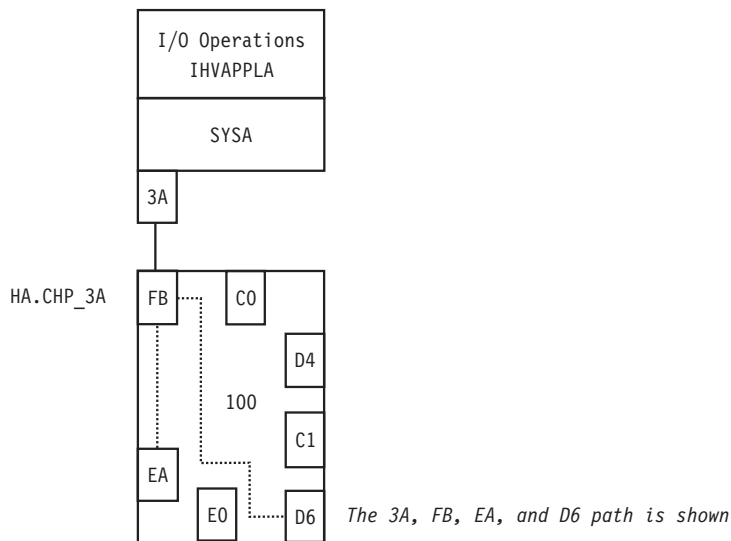 I/O Operations
IHVAPPLA
SYSA
3A
HA.CHP_3A
FB
C0
D4
100
C1
EA
E0
D6
The 3A, FB, EA, and D6 path is shown